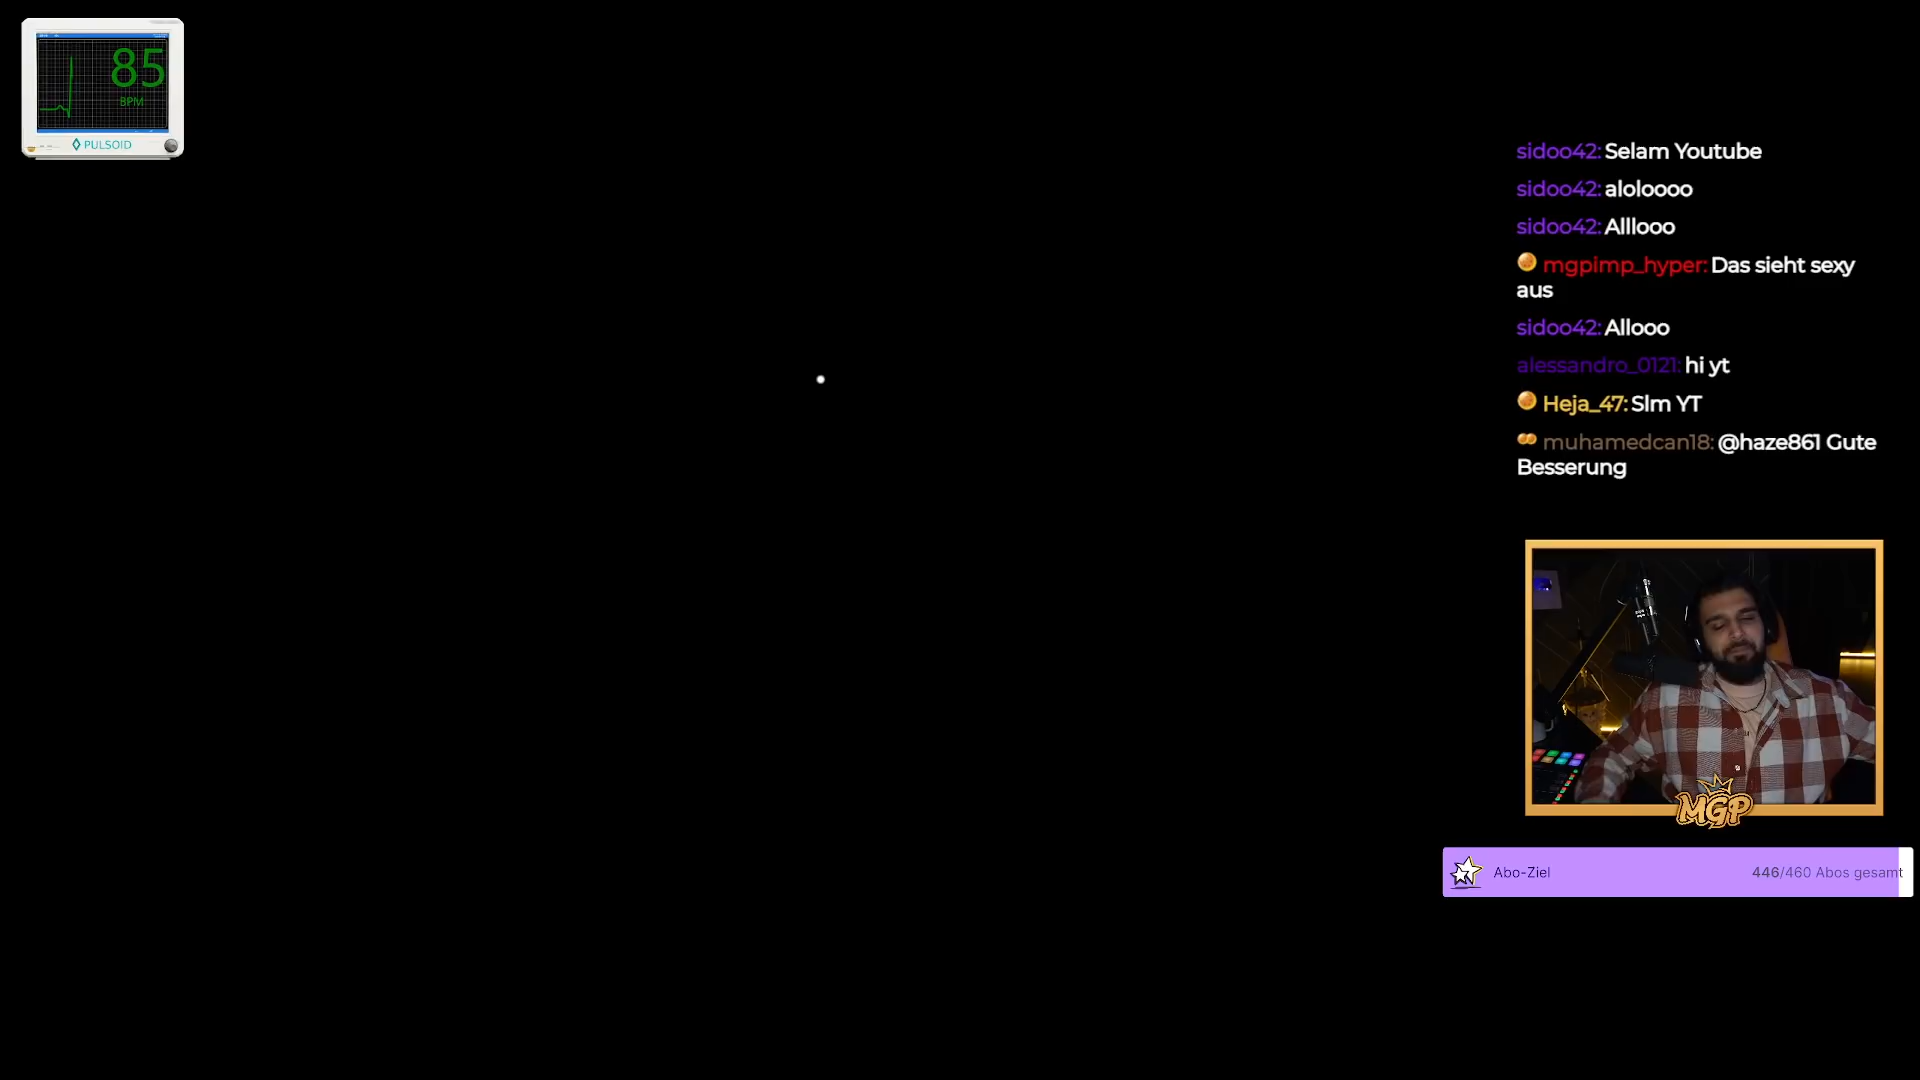 85
BPM
PULSOID
sidoo42: Selam Youtube
sidoo42: aloloooo
sidoo42: Alllooo
mgpimp_hyper: Das sieht sexy
aus
sidoo42: Allooo
alessandro_0121: hi yt
Heja_47: Slm YT
muhamedcan18: @haze861 Gute
Besserung
MGP
Abo-Ziel 446/460 Abos gesamt